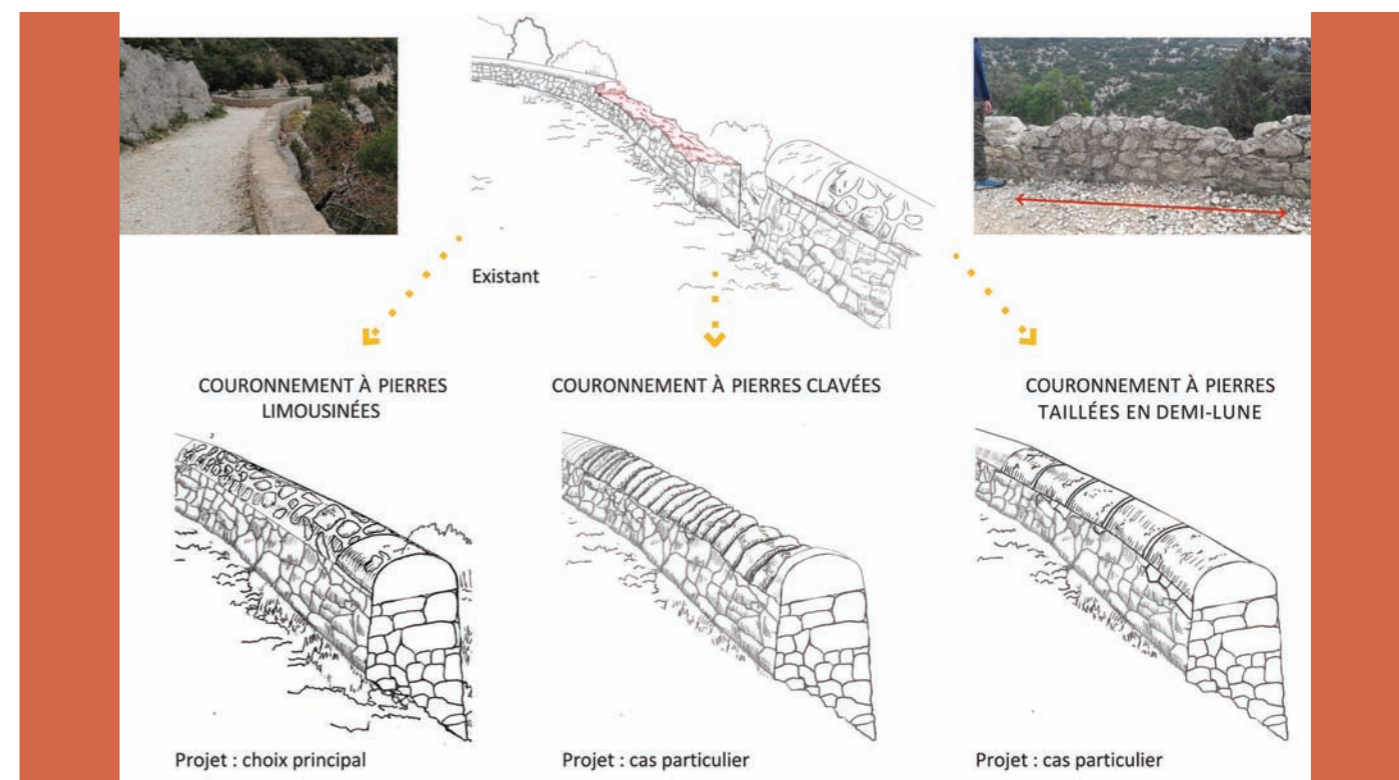 Existant
COURONNEMENT À PIERRES
LIMOUSINÉES
COURONNEMENT À PIERRES CLAVÉES
COURONNEMENT À PIERRES
TAILLÉES EN DEMI-LUNE
Projet : choix principal
Projet : cas particulier
Projet : cas particulier